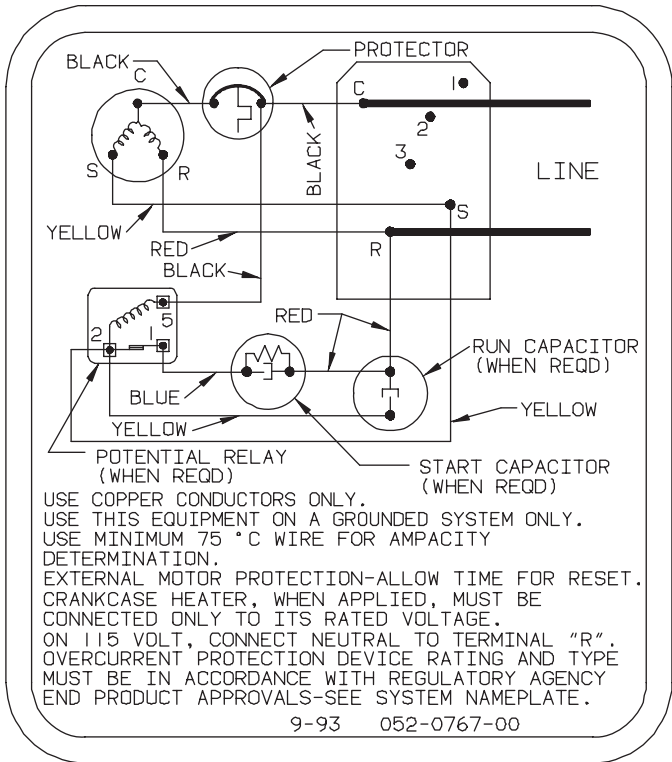 PROTECTOR
BLACK
C
C
1
2
3
BLACK
LINE
S
R
S
YELLOW
RED
R
BLACK
5
2
1
RED
RUN CAPACITOR
(WHEN REQD)
BLUE
YELLOW
YELLOW
POTENTIAL RELAY
(WHEN REQD)
START CAPACITOR
(WHEN REQD)
USE COPPER CONDUCTORS ONLY.
USE THIS EQUIPMENT ON A GROUNDED SYSTEM ONLY.
USE MINIMUM 75 °C WIRE FOR AMPACITY
DETERMINATION.
EXTERNAL MOTOR PROTECTION-ALLOW TIME FOR RESET.
CRANKCASE HEATER, WHEN APPLIED, MUST BE
CONNECTED ONLY TO ITS RATED VOLTAGE.
ON 115 VOLT, CONNECT NEUTRAL TO TERMINAL "R".
OVERCURRENT PROTECTION DEVICE RATING AND TYPE
MUST BE IN ACCORDANCE WITH REGULATORY AGENCY
END PRODUCT APPROVALS-SEE SYSTEM NAMEPLATE.
9-93 052-0767-00